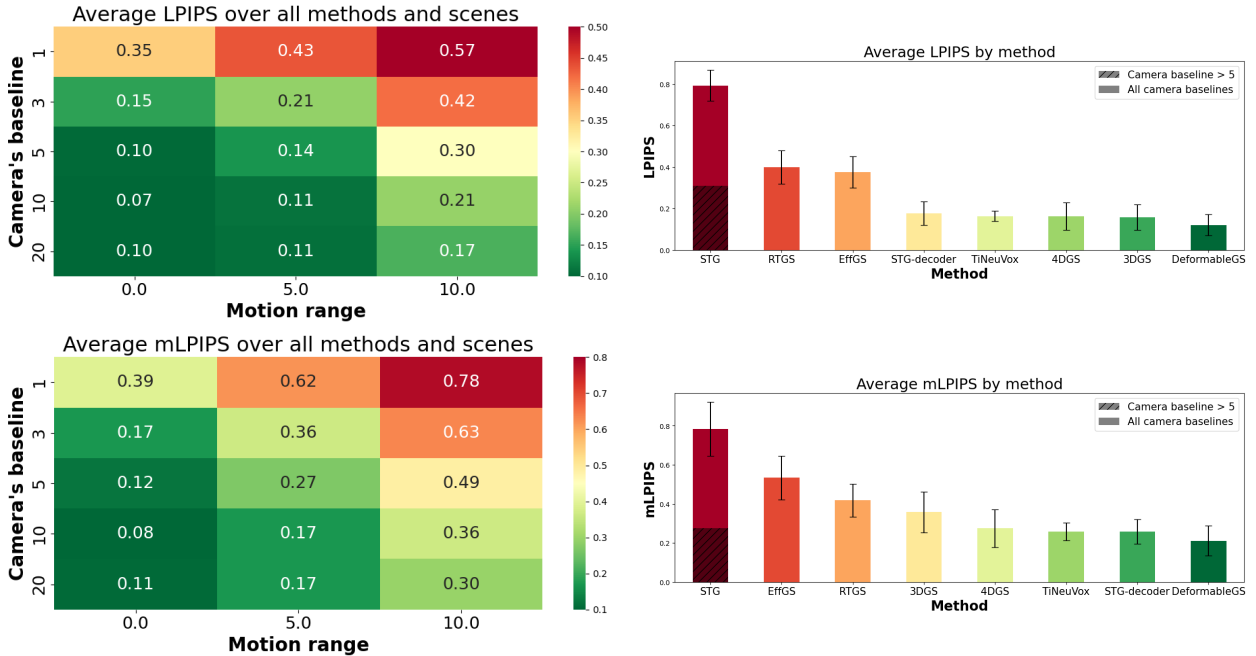 Average LPIPS over all methods and scenes
Camera's baseline
1 0.35 0.43 0.57
3 0.15 0.21 0.42
5 0.10 0.14 0.30
10 0.07 0.11 0.21
20 0.10 0.11 0.17
0.0 5.0 10.0
Motion range
0.50
0.45
0.40
0.35
0.30
0.25
0.20
0.15
0.10
Average LPIPS by method
Camera baseline > 5
All camera baselines
LPIPS
0.8
0.6
0.4
0.2
0.0
STG RTGS EffGS STG-decoder TiNeuVox 4DGS 3DGS DeformableGS
Method
Average mLPIPS over all methods and scenes
Camera's baseline
1 0.39 0.62 0.78
3 0.17 0.36 0.63
5 0.12 0.27 0.49
10 0.08 0.17 0.36
20 0.11 0.17 0.30
0.0 5.0 10.0
Motion range
0.8
0.7
0.6
0.5
0.4
0.3
0.2
0.1
Average mLPIPS by method
Camera baseline > 5
All camera baselines
mLPIPS
0.8
0.6
0.4
0.2
0.0
STG EffGS RTGS 3DGS 4DGS TiNeuVox STG-decoder DeformableGS
Method